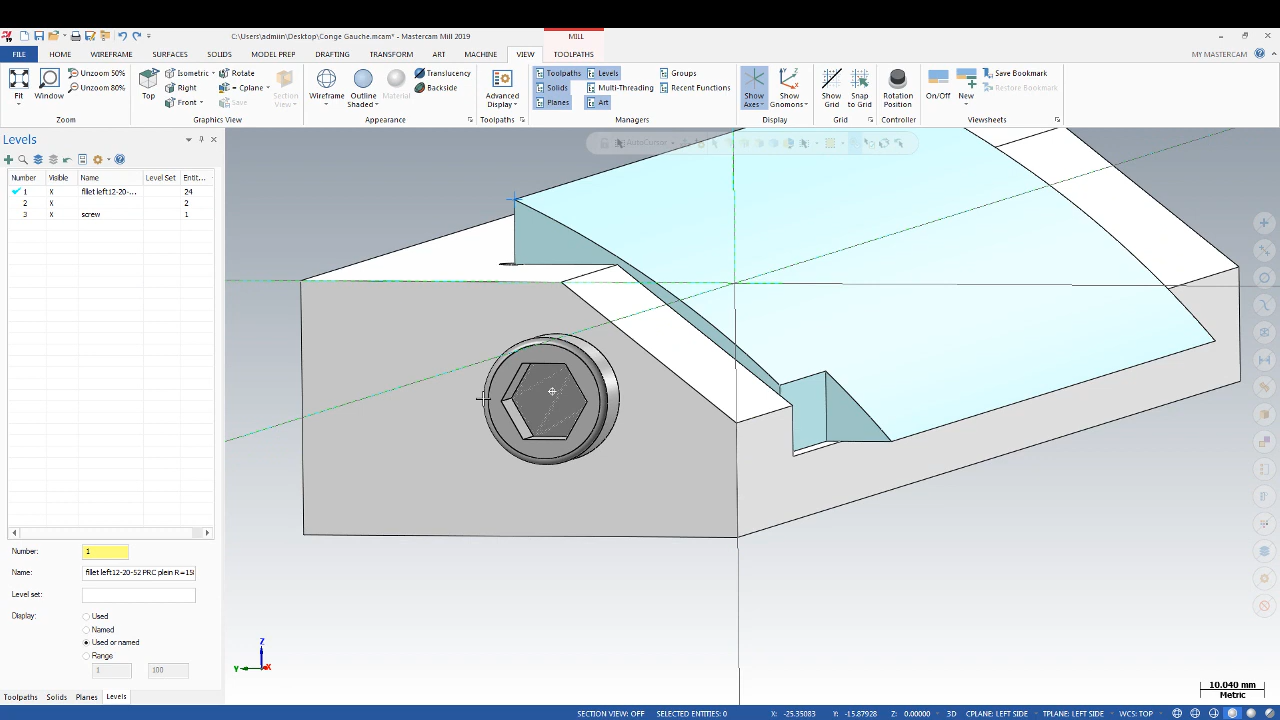 C:\Users\admin\Desktop\Conge Gauche.mcam* - Mastercam Mill 2019
MILL
FILE HOME WIREFRAME SURFACES SOLIDS MODEL PREP DRAFTING TRANSFORM ART MACHINE VIEW TOOLPATHS MY MASTERCAM
Fit Window Unzoom 50% Unzoom 80% Zoom
Top Isometric Right Front Rotate = Cplane Save Section View Graphics View
Wireframe Outline Shaded Material Translucency Backside Appearance
Advanced Display Toolpaths
Toolpaths Solids Planes Levels Multi-Threading Art Groups Recent Functions Managers
Show Axes Show Gnomons Display
Show Grid Snap to Grid Grid
Rotation Position Controller
On/Off New Save Bookmark Restore Bookmark Viewsheets
AutoCursor
Levels
Number Visible Name Level Set Entit...
1 X fillet left12-20-... 24
2 X 2
3 X screw 1
Number: 1
Name: fillet left12-20-52 PRC plein R=15
Level set:
Display: Used
Named
Used or named
Range
1 100
Toolpaths Solids Planes Levels
Z
Y X
10.040 mm
Metric
SECTION VIEW: OFF SELECTED ENTITIES: 0 X: -25.35083 Y: -15.87928 Z: 0.00000 3D CPLANE: LEFT SIDE TPLANE: LEFT SIDE WCS: TOP